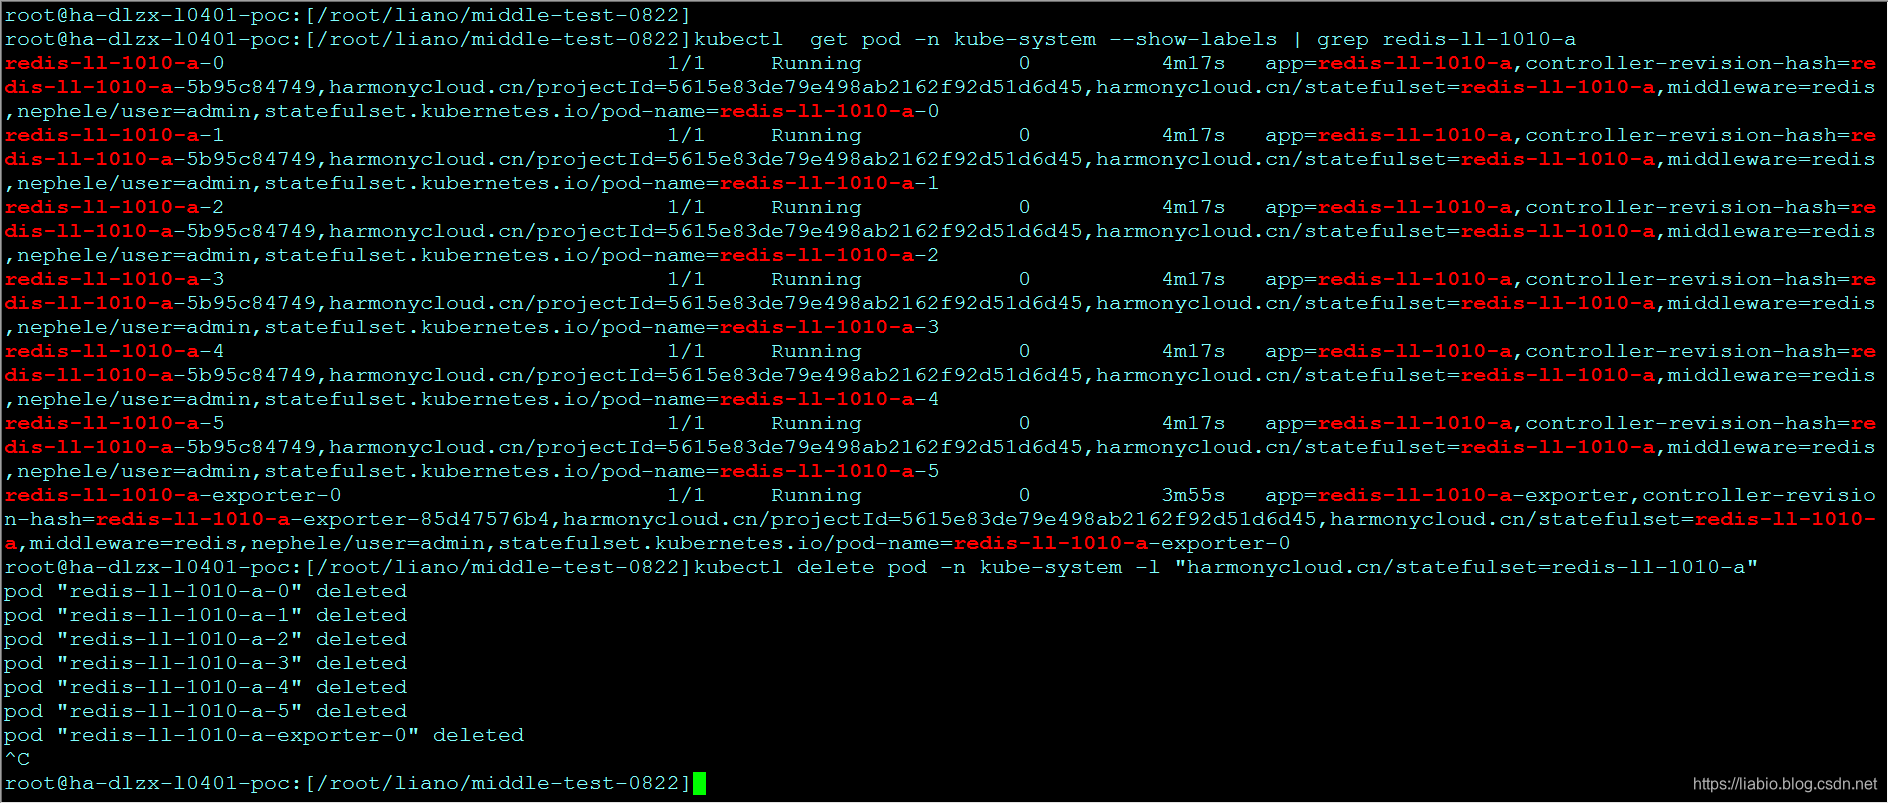 root@ha-dlzx-l0401-poc:[/root/liano/middle-test-0822]
root@ha-dlzx-l0401-poc:[/root/liano/middle-test-0822]kubectl  get pod -n kube-system --show-labels | grep redis-ll-1010-a
redis-ll-1010-a-0                                  1/1     Running            0          4m17s   app=redis-ll-1010-a,controller-revision-hash=re
dis-ll-1010-a-5b95c84749,harmonycloud.cn/projectId=5615e83de79e498ab2162f92d51d6d45,harmonycloud.cn/statefulset=redis-ll-1010-a,middleware=redis
,nephele/user=admin,statefulset.kubernetes.io/pod-name=redis-ll-1010-a-0
redis-ll-1010-a-1                                  1/1     Running            0          4m17s   app=redis-ll-1010-a,controller-revision-hash=re
dis-ll-1010-a-5b95c84749,harmonycloud.cn/projectId=5615e83de79e498ab2162f92d51d6d45,harmonycloud.cn/statefulset=redis-ll-1010-a,middleware=redis
,nephele/user=admin,statefulset.kubernetes.io/pod-name=redis-ll-1010-a-1
redis-ll-1010-a-2                                  1/1     Running            0          4m17s   app=redis-ll-1010-a,controller-revision-hash=re
dis-ll-1010-a-5b95c84749,harmonycloud.cn/projectId=5615e83de79e498ab2162f92d51d6d45,harmonycloud.cn/statefulset=redis-ll-1010-a,middleware=redis
,nephele/user=admin,statefulset.kubernetes.io/pod-name=redis-ll-1010-a-2
redis-ll-1010-a-3                                  1/1     Running            0          4m17s   app=redis-ll-1010-a,controller-revision-hash=re
dis-ll-1010-a-5b95c84749,harmonycloud.cn/projectId=5615e83de79e498ab2162f92d51d6d45,harmonycloud.cn/statefulset=redis-ll-1010-a,middleware=redis
,nephele/user=admin,statefulset.kubernetes.io/pod-name=redis-ll-1010-a-3
redis-ll-1010-a-4                                  1/1     Running            0          4m17s   app=redis-ll-1010-a,controller-revision-hash=re
dis-ll-1010-a-5b95c84749,harmonycloud.cn/projectId=5615e83de79e498ab2162f92d51d6d45,harmonycloud.cn/statefulset=redis-ll-1010-a,middleware=redis
,nephele/user=admin,statefulset.kubernetes.io/pod-name=redis-ll-1010-a-4
redis-ll-1010-a-5                                  1/1     Running            0          4m17s   app=redis-ll-1010-a,controller-revision-hash=re
dis-ll-1010-a-5b95c84749,harmonycloud.cn/projectId=5615e83de79e498ab2162f92d51d6d45,harmonycloud.cn/statefulset=redis-ll-1010-a,middleware=redis
,nephele/user=admin,statefulset.kubernetes.io/pod-name=redis-ll-1010-a-5
redis-ll-1010-a-exporter-0                         1/1     Running            0          3m55s   app=redis-ll-1010-a-exporter,controller-revisio
n-hash=redis-ll-1010-a-exporter-85d47576b4,harmonycloud.cn/projectId=5615e83de79e498ab2162f92d51d6d45,harmonycloud.cn/statefulset=redis-ll-1010-
a,middleware=redis,nephele/user=admin,statefulset.kubernetes.io/pod-name=redis-ll-1010-a-exporter-0
root@ha-dlzx-l0401-poc:[/root/liano/middle-test-0822]kubectl delete pod -n kube-system -l "harmonycloud.cn/statefulset=redis-ll-1010-a"
pod "redis-ll-1010-a-0" deleted
pod "redis-ll-1010-a-1" deleted
pod "redis-ll-1010-a-2" deleted
pod "redis-ll-1010-a-3" deleted
pod "redis-ll-1010-a-4" deleted
pod "redis-ll-1010-a-5" deleted
pod "redis-ll-1010-a-exporter-0" deleted
^C
root@ha-dlzx-l0401-poc:[/root/liano/middle-test-0822]
https://liabio.blog.csdn.net